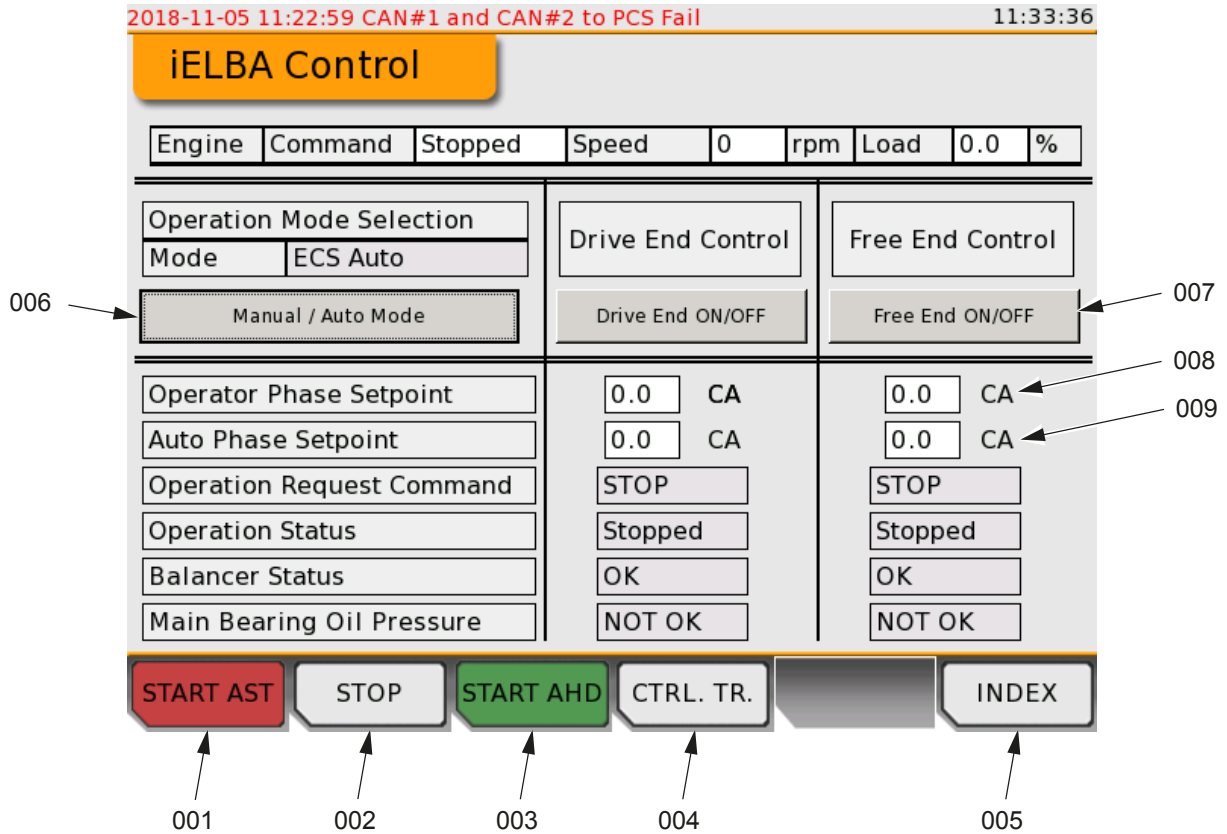 2018-11-05 11:22:59 CAN#1 and CAN#2 to PCS Fail 11:33:36
iELBA Control
Engine Command Stopped Speed 0 rpm Load 0.0 %
Operation Mode Selection
Mode ECS Auto
Drive End Control
Free End Control
006 Manual / Auto Mode Drive End ON/OFF Free End ON/OFF 007
008
Operator Phase Setpoint 0.0 CA 0.0 CA
009
Auto Phase Setpoint 0.0 CA 0.0 CA
Operation Request Command STOP STOP
Operation Status Stopped Stopped
Balancer Status OK OK
Main Bearing Oil Pressure NOT OK NOT OK
START AST STOP START AHD CTRL. TR. INDEX
001 002 003 004 005